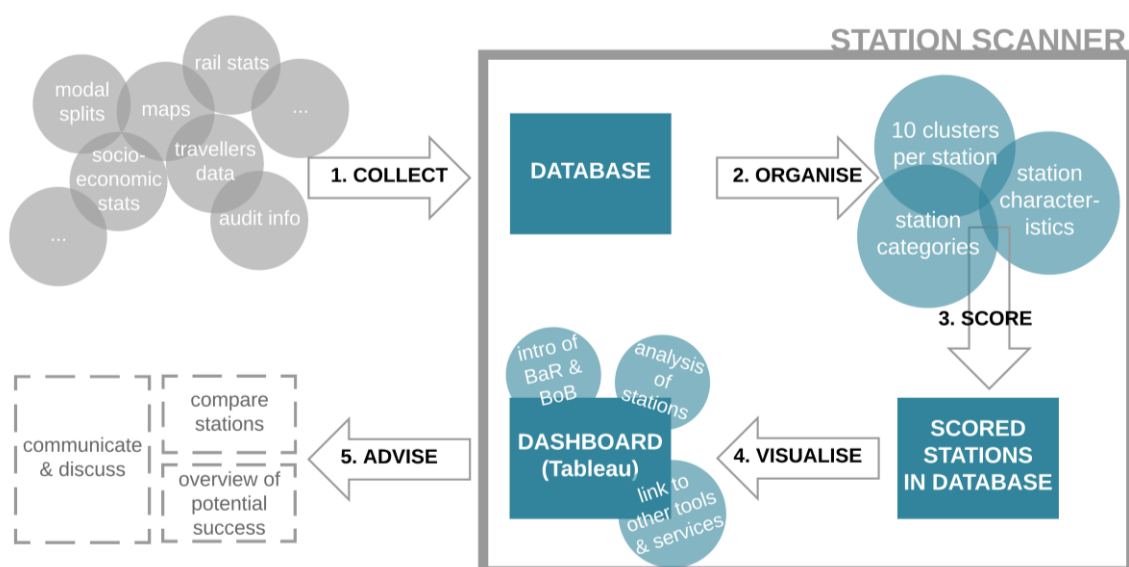 STATION SCANNER
rail stats
modal
splits
maps
...
socio-
economic
stats
travellers
data
audit info
...
1. COLLECT
DATABASE
2. ORGANISE
10 clusters
per station
station
character-
istics
station
categories
3. SCORE
SCORED
STATIONS
IN DATABASE
4. VISUALISE
intro of
BaR &
BoB
analysis
of
stations
DASHBOARD
(Tableau)
link to
other tools
& services
5. ADVISE
communicate
& discuss
compare
stations
overview of
potential
success